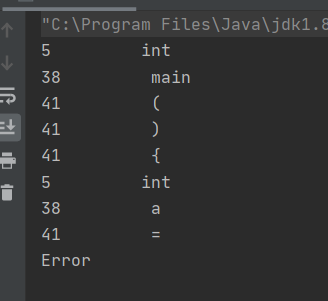 "C:\Program Files\Java\jdk1.8
5 int
38 main
41 (
41 )
41 {
5 int
38 a
41 =
Error